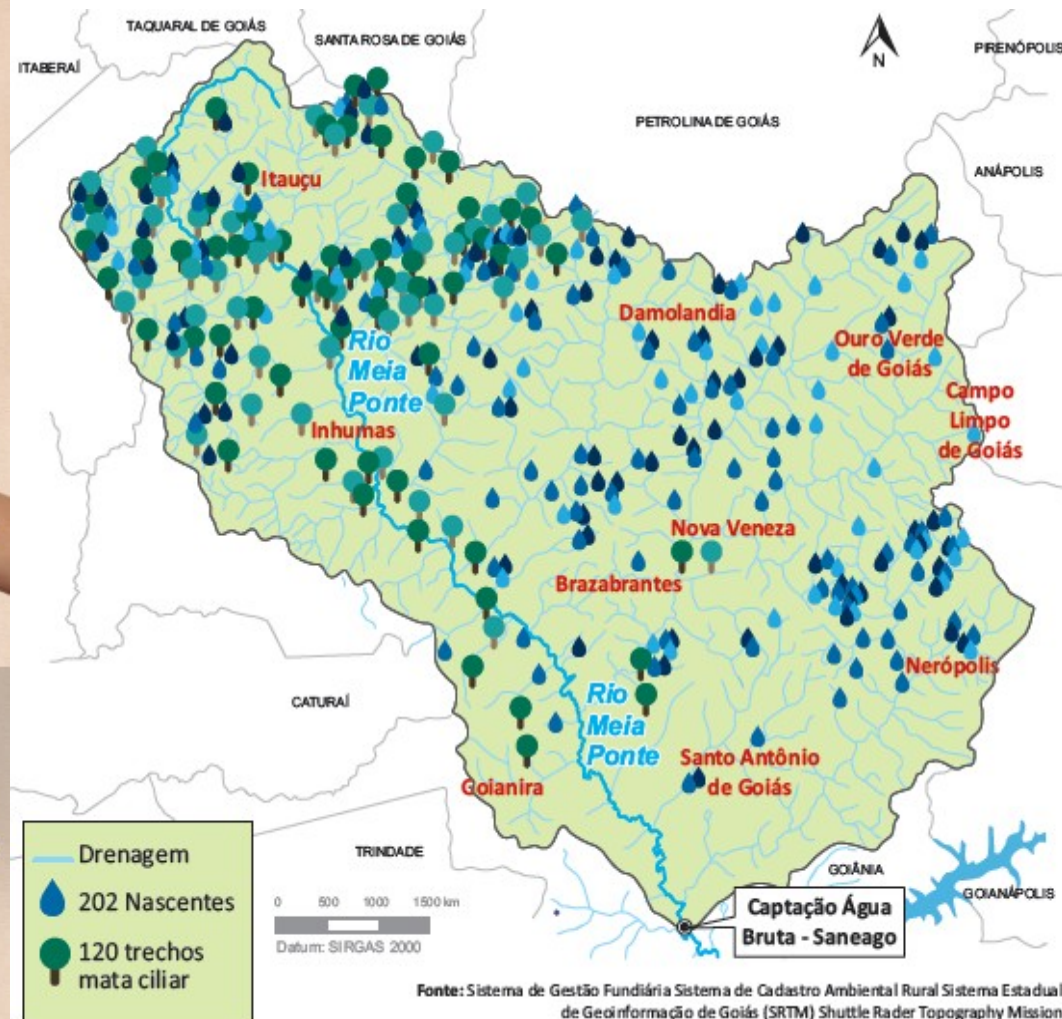 TAQUARAL DE GOIÁS
SANTA ROSA DE GOIÁS
ITABERAÍ
PIRENÓPOLIS
N
PETROLINA DE GOIÁS
ANÁPOLIS
Itauçu
Damolandia
Ouro Verde
de Goiás
Rio
Meia
Ponte
Campo
Limpo
de Goiás
Inhumas
Nova Veneza
Brazabrantes
Nerópolis
CATURAÍ
Rio
Meia
Ponte
Santo Antônio
de Goiás
Goianira
Drenagem
202 Nascentes
120 trechos
mata ciliar
TRINDADE
0 500 1000 1500 km
Datum: SIRGAS 2000
GOIÂNIA
GOIANÁPOLIS
Captação Água
Bruta - Saneago
Fonte: Sistema de Gestão Fundiária Sistema de Cadastro Ambiental Rural Sistema Estadual
de Geoinformação de Goiás (SRTM) Shuttle Rader Topography Mission